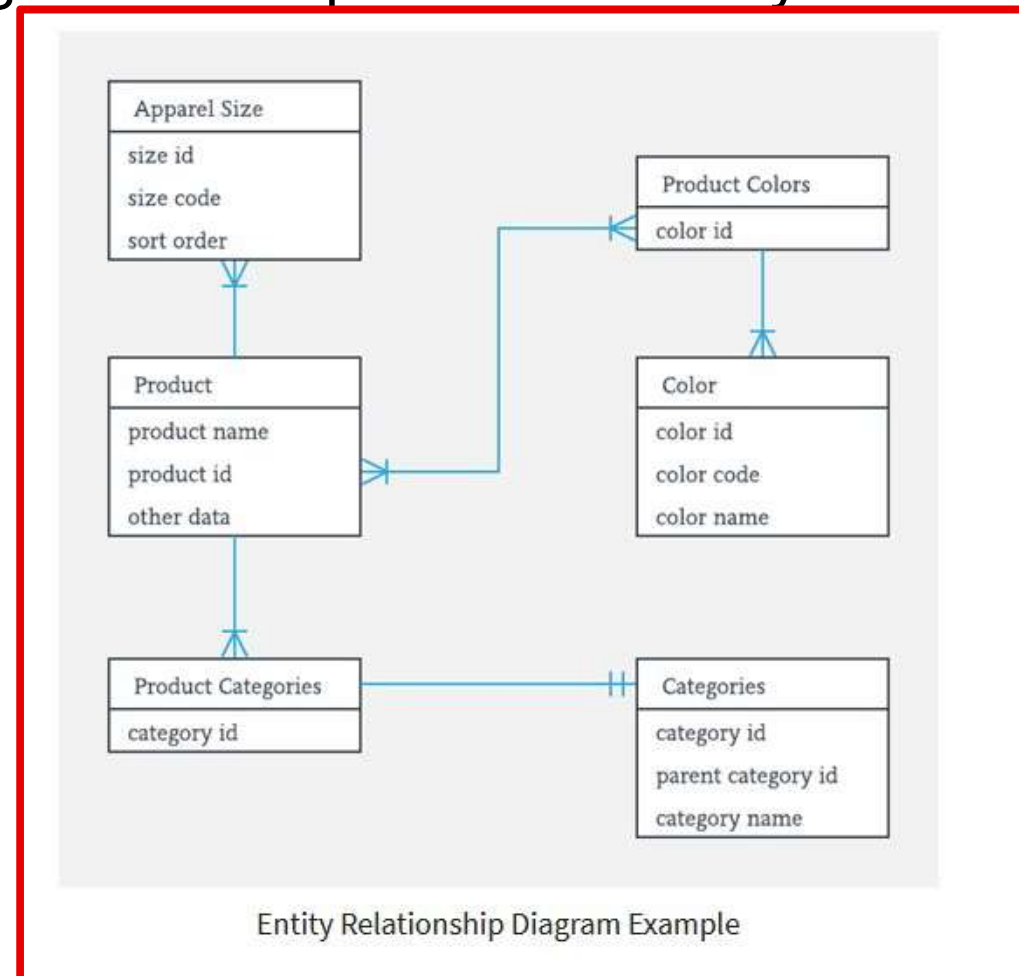 Apparel Size
size id
size code
sort order
Product Colors
color id
Product
product name
product id
other data
Color
color id
color code
color name
Product Categories
category id
Categories
category id
parent category id
category name
Entity Relationship Diagram Example